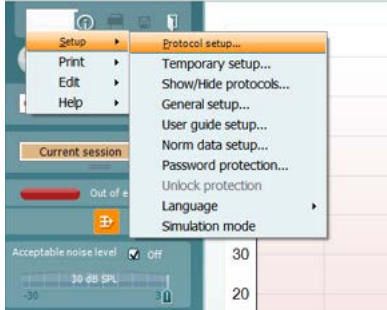 Setup
Print
Edit
Help
Protocol setup...
Temporary setup...
Show/Hide protocols...
General setup...
User guide setup...
Norm data setup...
Password protection...
Unlock protection
Language
Simulation mode
Current session
Out of e
Acceptable noise level Off
30 dB SPL
-30 30
30
20